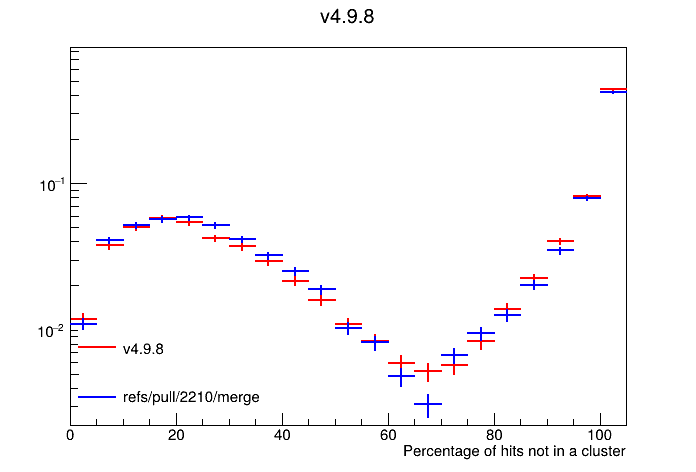 v4.9.8
10⁻¹
10⁻²
v4.9.8
refs/pull/2210/merge
0 20 40 60 80 100
Percentage of hits not in a cluster